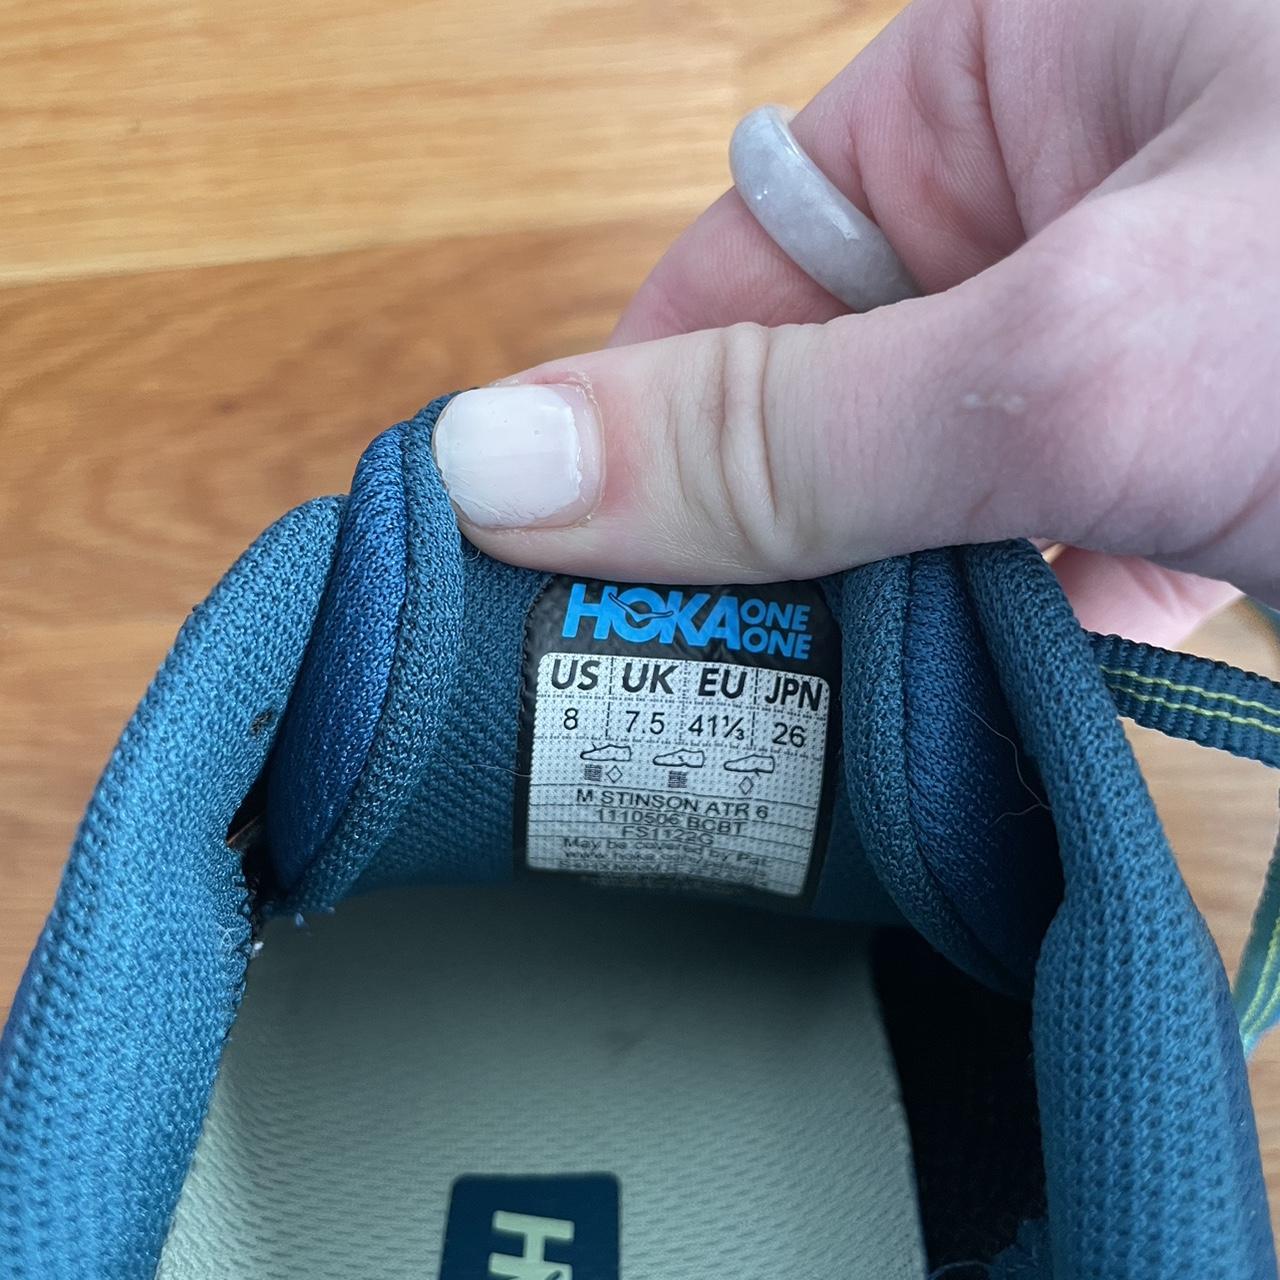 HOKA ONE ONE
US UK EU JPN
8 7.5 41⅓ 26
M STINSON ATR 6
1110506 BCBT
FS1122G
May be covered by Pat.
H